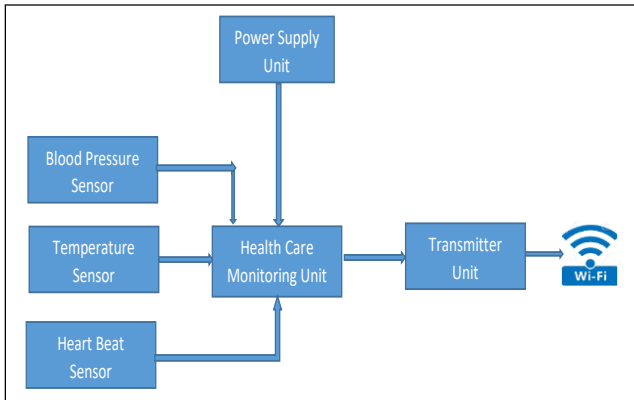 Power Supply
Unit
Blood Pressure
Sensor
Temperature
Sensor
Health Care
Monitoring Unit
Transmitter
Unit
Wi-Fi
Heart Beat
Sensor